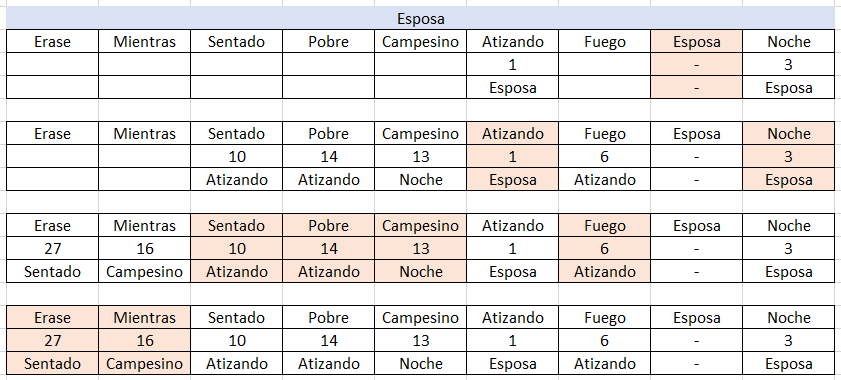 Esposa
Erase Mientras Sentado Pobre Campesino Atizando Fuego Esposa Noche
1 - 3
Esposa - Esposa
Erase Mientras Sentado Pobre Campesino Atizando Fuego Esposa Noche
10 14 13 1 6 - 3
Atizando Atizando Noche Esposa Atizando - Esposa
Erase Mientras Sentado Pobre Campesino Atizando Fuego Esposa Noche
27 16 10 14 13 1 6 - 3
Sentado Campesino Atizando Atizando Noche Esposa Atizando - Esposa
Erase Mientras Sentado Pobre Campesino Atizando Fuego Esposa Noche
27 16 10 14 13 1 6 - 3
Sentado Campesino Atizando Atizando Noche Esposa Atizando - Esposa